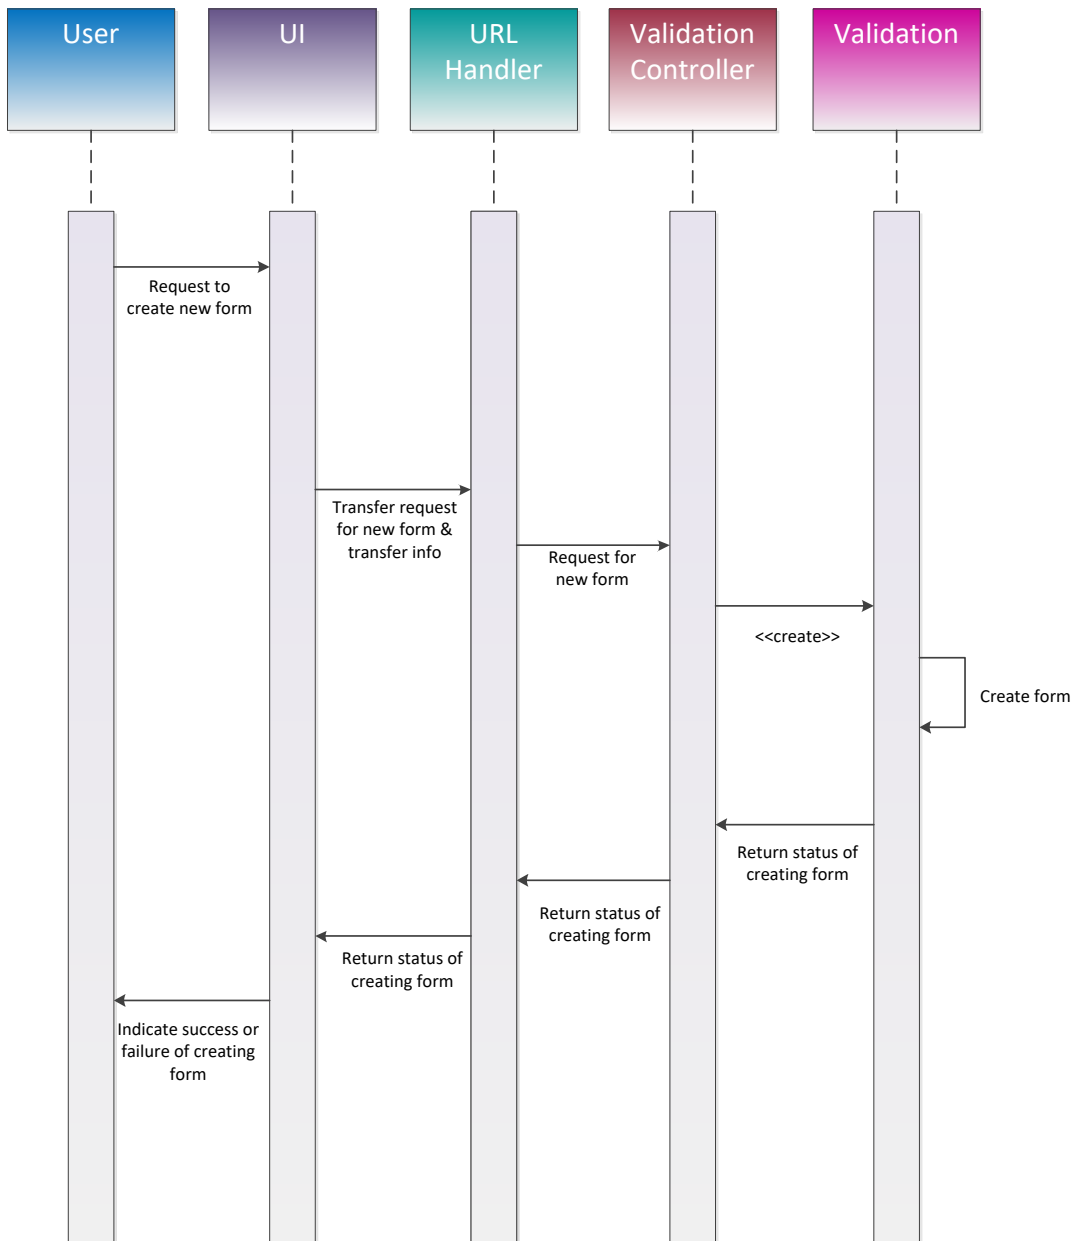 User
UI
URL
Handler
Validation
Controller
Validation
Request to
create new form
Transfer request
for new form &
transfer info
Request for
new form
<<create>>
Create form
Return status of
creating form
Return status of
creating form
Return status of
creating form
Indicate success or
failure of creating
form